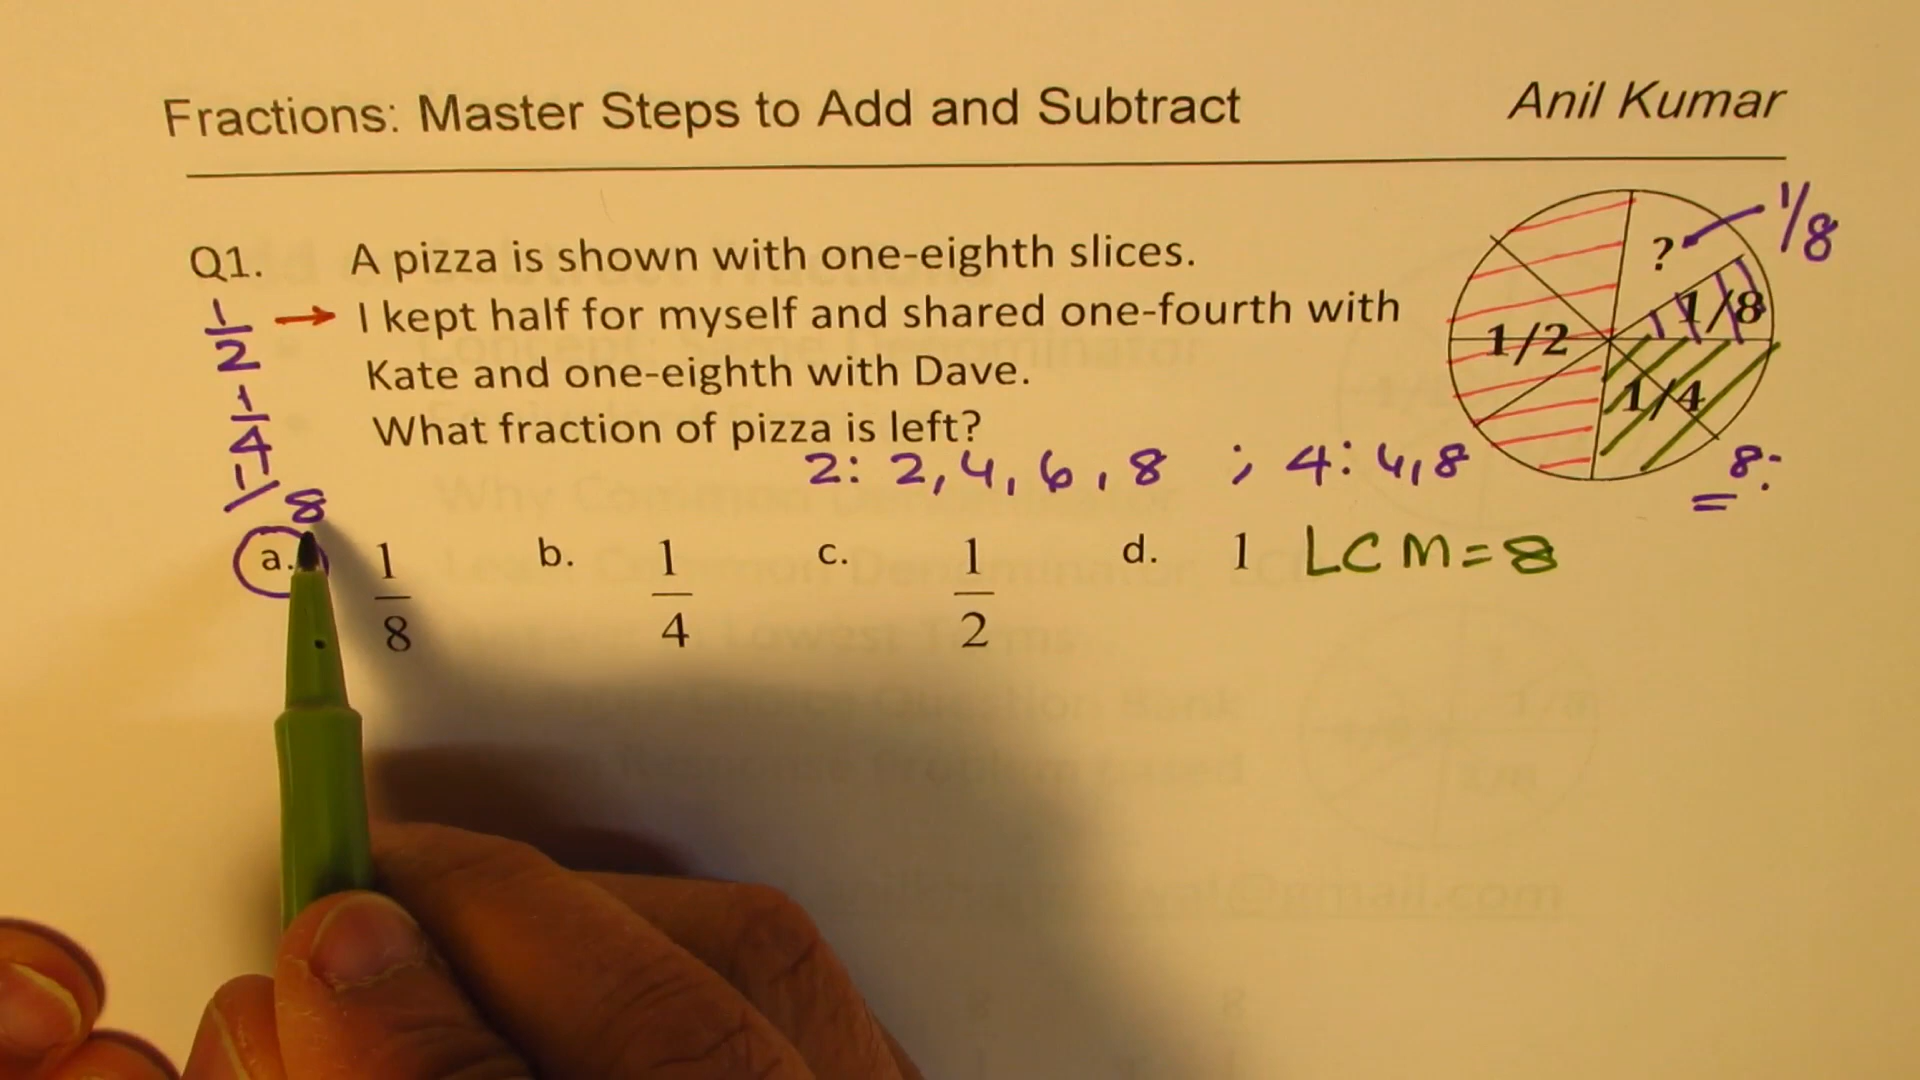 Fractions: Master Steps to Add and Subtract Anil Kumar
Q1. A pizza is shown with one-eighth slices.
1/2 → I kept half for myself and shared one-fourth with
1/4 Kate and one-eighth with Dave.
1/8 What fraction of pizza is left?
2: 2, 4, 6, 8 ; 4: 4, 8 8:
a. 1/8 b. 1/4 c. 1/2 d. 1 LCM = 8
? 1/8
1/2 1/8
1/4